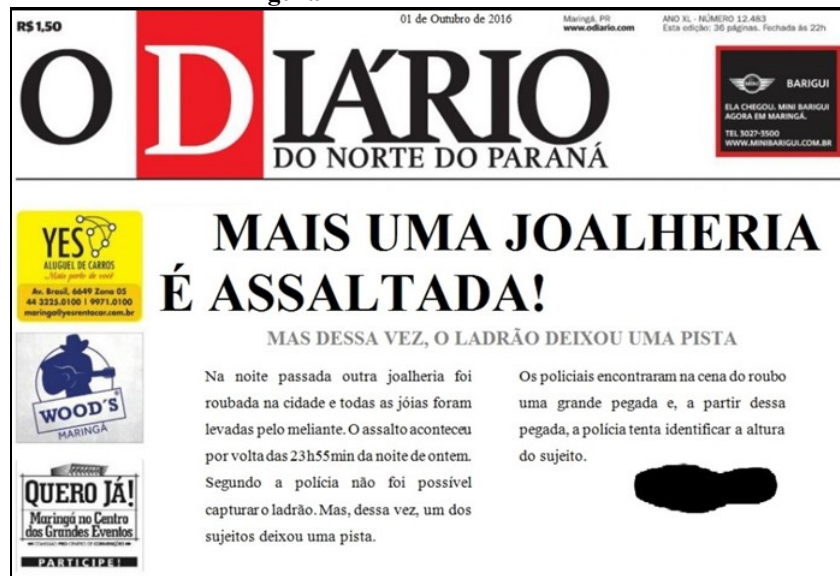 R$ 1,50
01 de Outubro de 2016
Maringá, PR
www.odiario.com
ANO XL - NÚMERO 12.483
Esta edição: 36 páginas. Fechada às 22h
O DIÁRIO
DO NORTE DO PARANÁ
MINI
BARIGUI
ELA CHEGOU. MINI BARIGUI
AGORA EM MARINGÁ.
TEL 3027-3500
WWW.MINIBARIGUI.COM.BR
YES
ALUGUEL DE CARROS
Mais perto de você
Av. Brasil, 6649 Zona 05
44 3225.0100 | 9971.0100
maringa@yesrentacar.com.br
WOOD'S
MARINGÁ
QUERO JÁ!
Maringá no Centro
dos Grandes Eventos
PARTICIPE!
MAIS UMA JOALHERIA
É ASSALTADA!
MAS DESSA VEZ, O LADRÃO DEIXOU UMA PISTA
Na noite passada outra joalheria foi
roubada na cidade e todas as jóias foram
levadas pelo meliante. O assalto aconteceu
por volta das 23h55min da noite de ontem.
Segundo a polícia não foi possível
capturar o ladrão. Mas, dessa vez, um dos
sujeitos deixou uma pista.
Os policiais encontraram na cena do roubo
uma grande pegada e, a partir dessa
pegada, a polícia tenta identificar a altura
do sujeito.